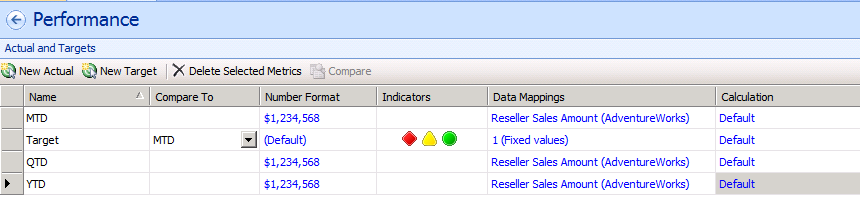 Performance
Actual and Targets
New Actual New Target Delete Selected Metrics Compare
Name Compare To Number Format Indicators Data Mappings Calculation
MTD $1,234,568 Reseller Sales Amount (AdventureWorks) Default
Target MTD (Default) 1 (Fixed values) Default
QTD $1,234,568 Reseller Sales Amount (AdventureWorks) Default
YTD $1,234,568 Reseller Sales Amount (AdventureWorks) Default